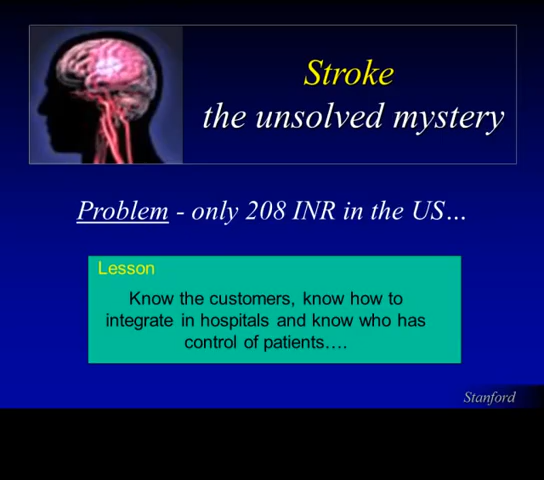 Stroke
the unsolved mystery
Problem - only 208 INR in the US...
Lesson
Know the customers, know how to
integrate in hospitals and know who has
control of patients....
Stanford